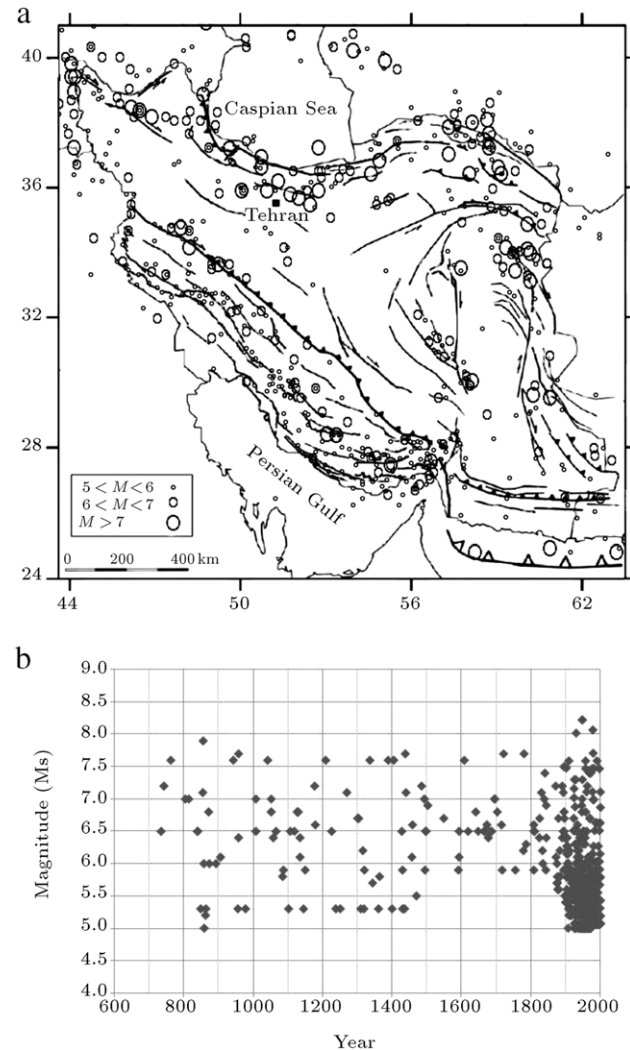 a
40
36
32
28
24
44 50 56 62
Caspian Sea
Tehran
Persian Gulf
5 < M < 6
6 < M < 7
M > 7
0 200 400 km
b
9.0
8.5
8.0
7.5
7.0
6.5
6.0
5.5
5.0
4.5
4.0
Magnitude (Ms)
600 800 1000 1200 1400 1600 1800 2000
Year